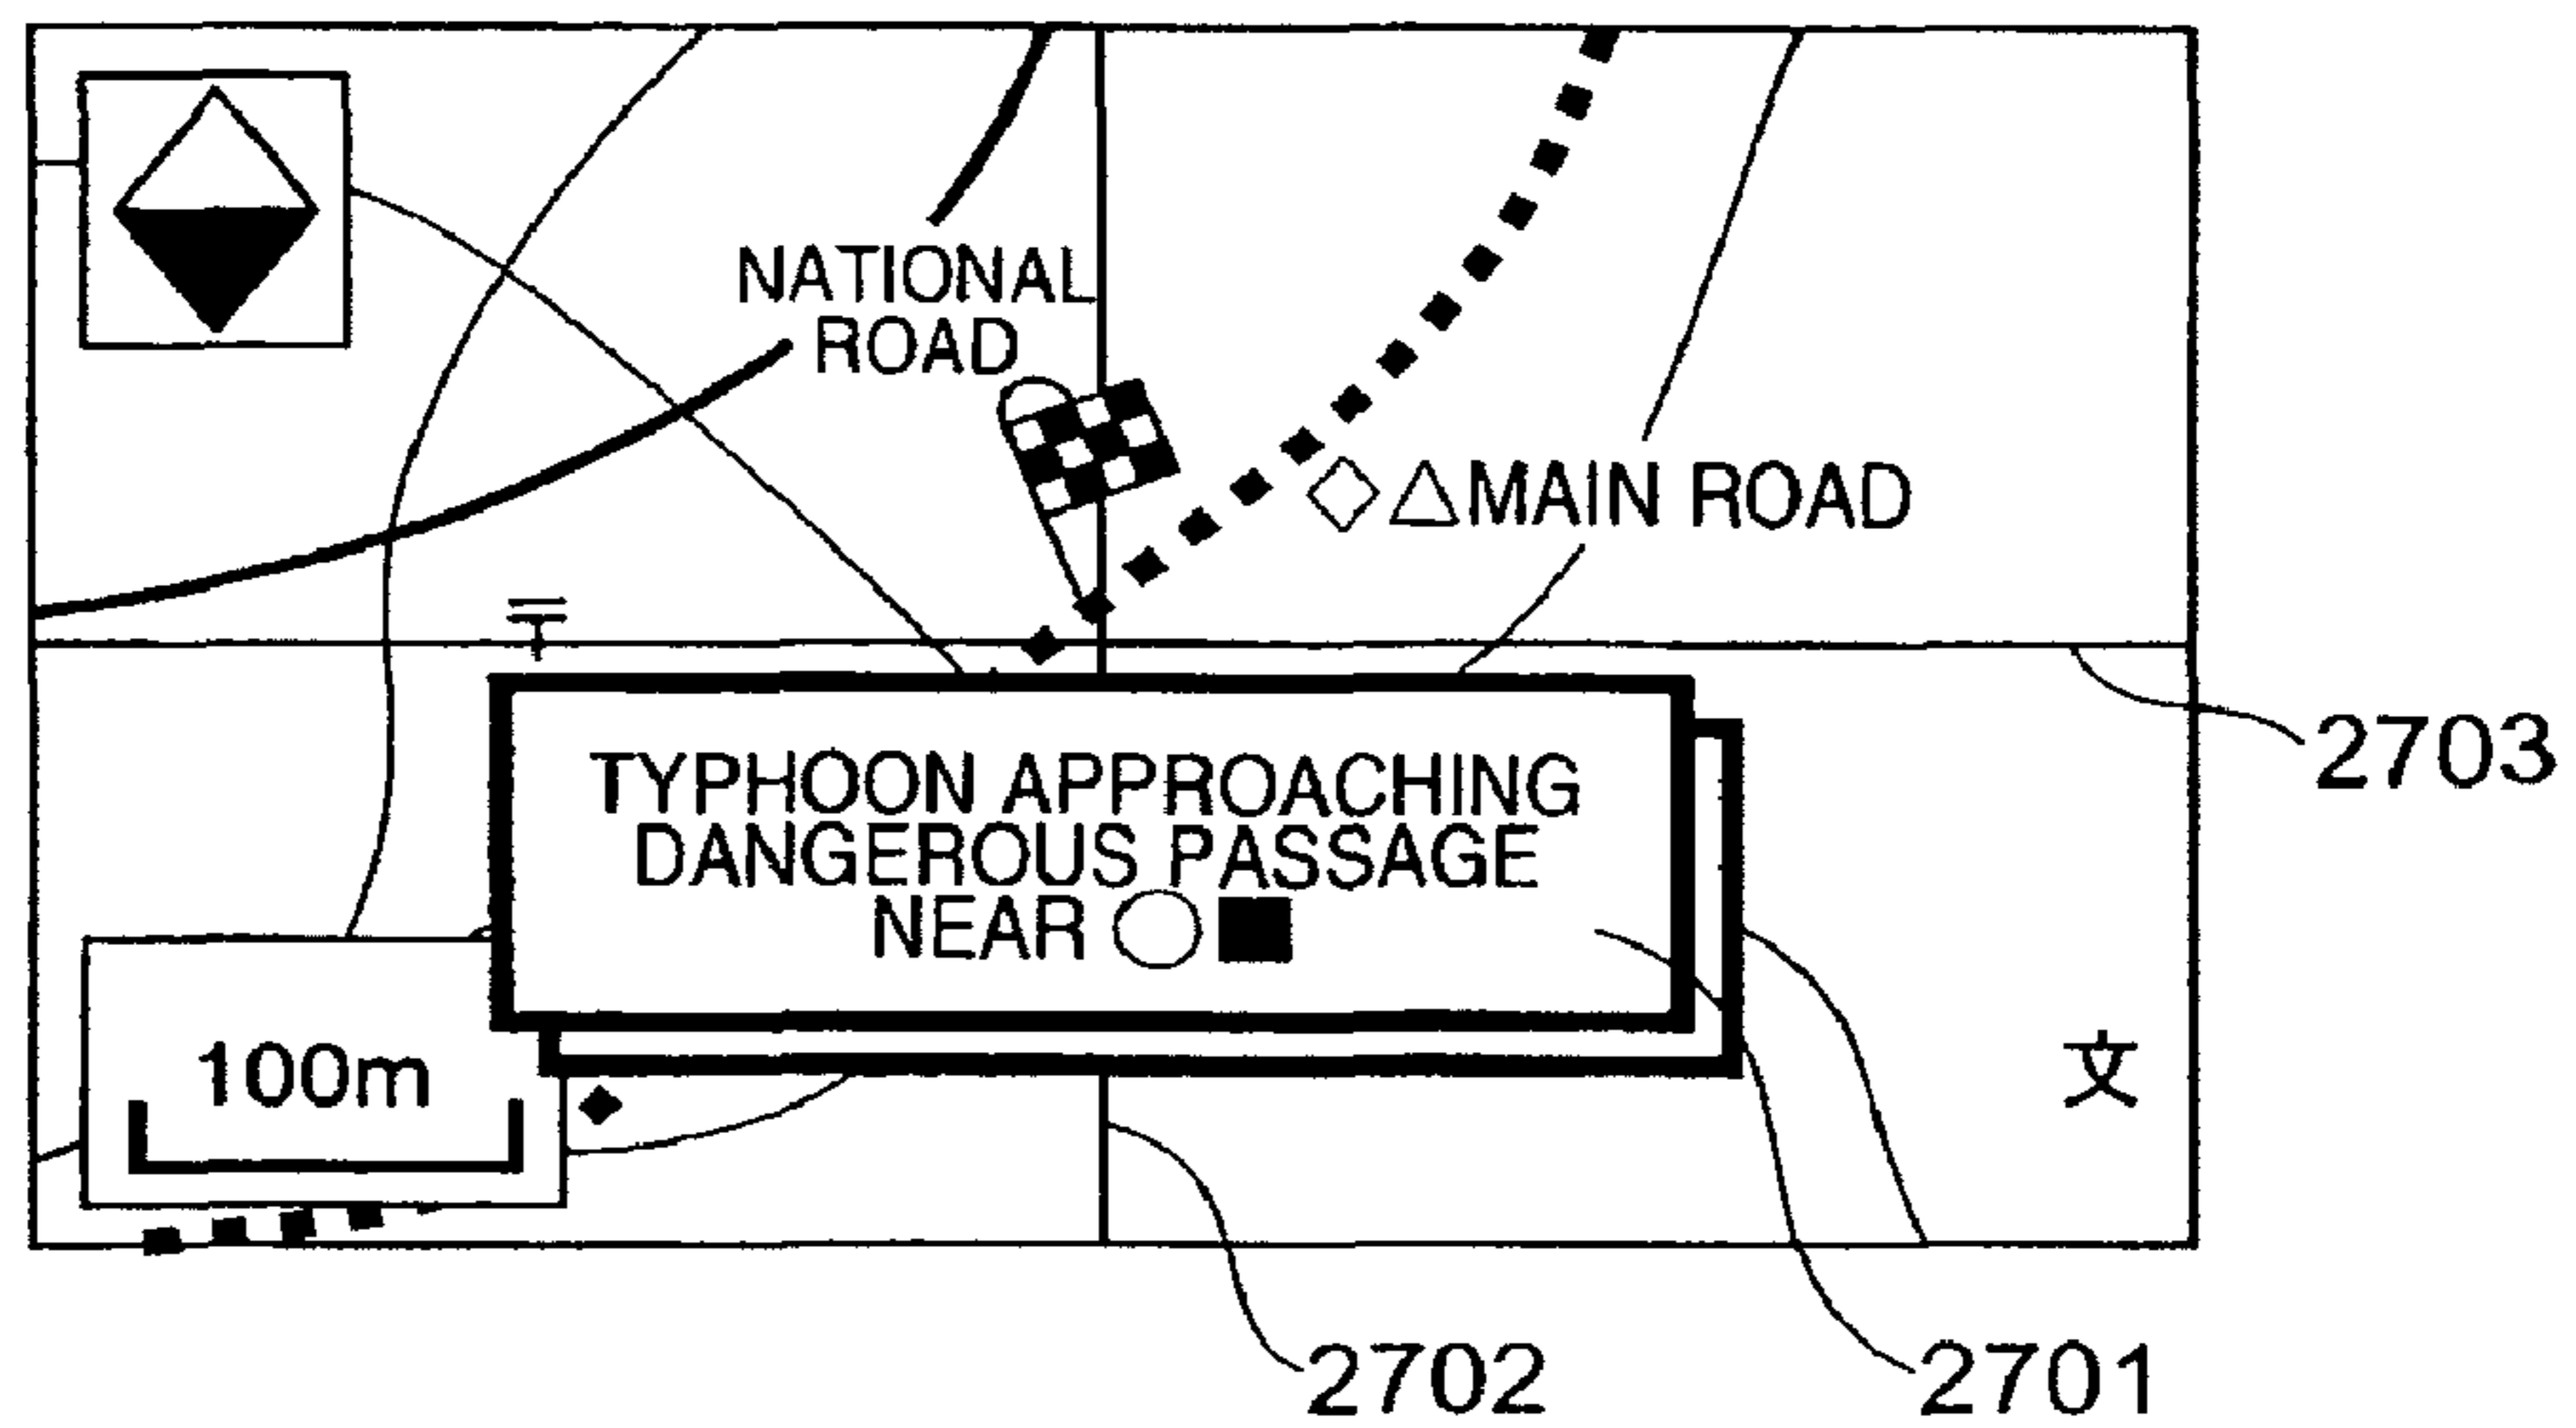 NATIONAL
ROAD
◇△MAIN ROAD
2703
TYPHOON APPROACHING
DANGEROUS PASSAGE
NEAR ○■
100m
文
2702
2701